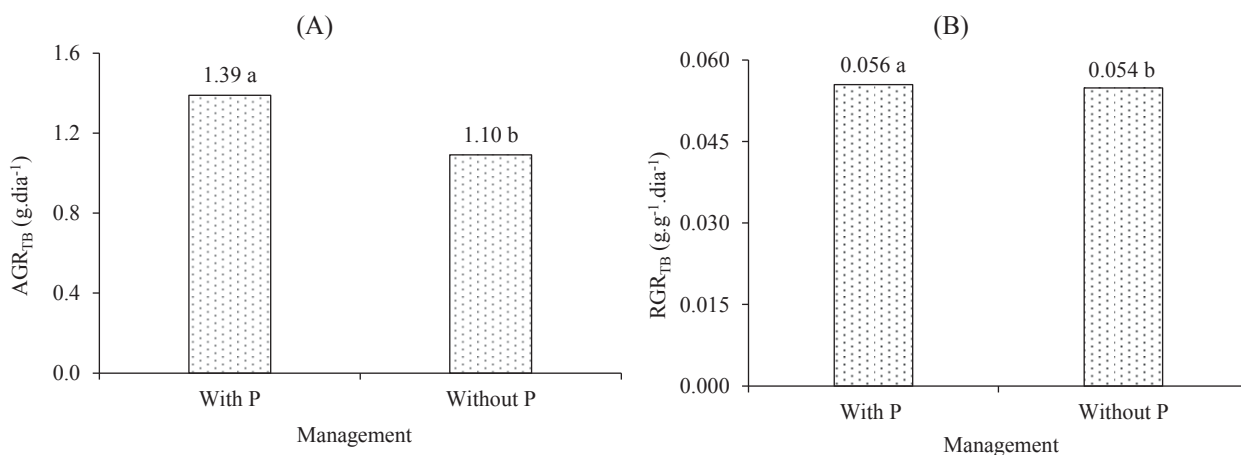 (A)
1.6
1.2
0.8
0.4
0.0
AGR_TB (g.dia⁻¹)
1.39 a
1.10 b
With P
Without P
Management
(B)
0.060
0.045
0.030
0.015
0.000
RGR_TB (g.g⁻¹.dia⁻¹)
0.056 a
0.054 b
With P
Without P
Management